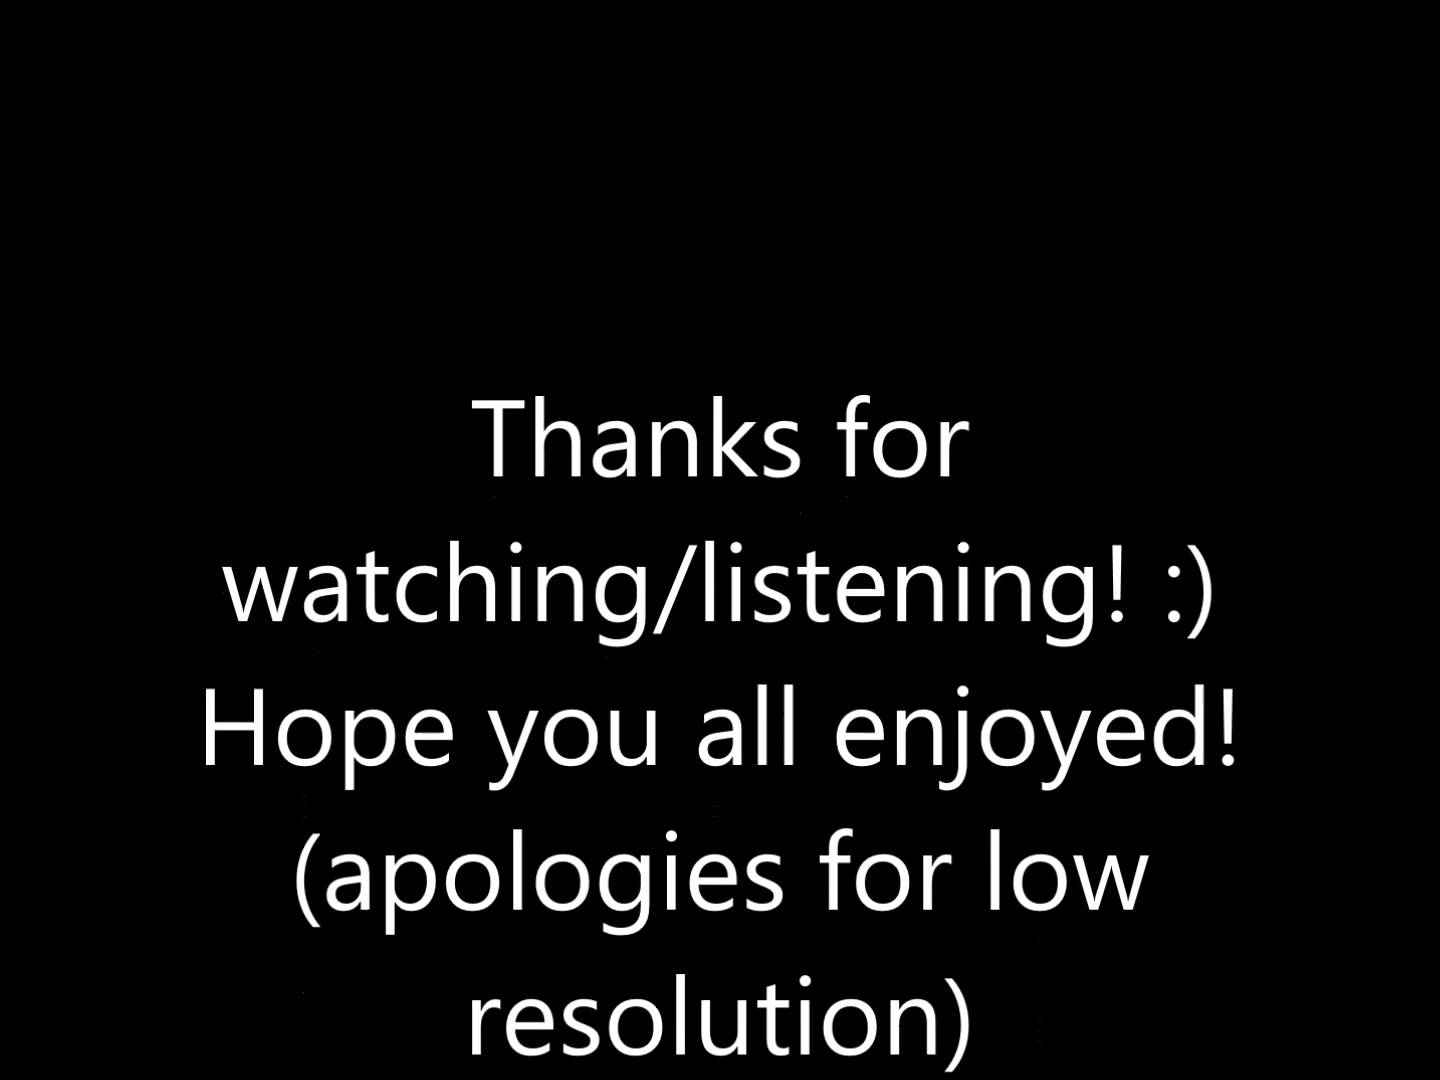 Thanks for
watching/listening! :)
Hope you all enjoyed!
(apologies for low
resolution)